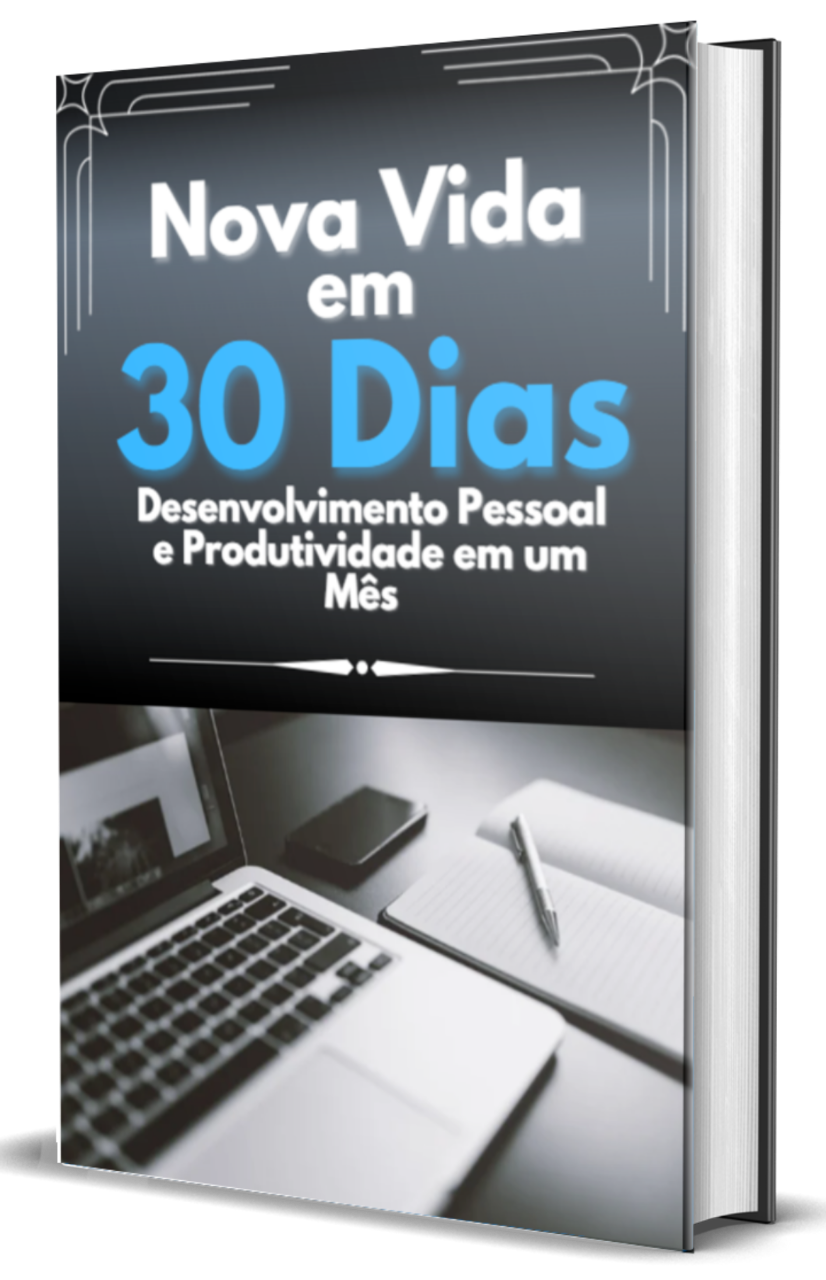 Nova Vida
em
30 Dias
Desenvolvimento Pessoal
e Produtividade em um
Mês